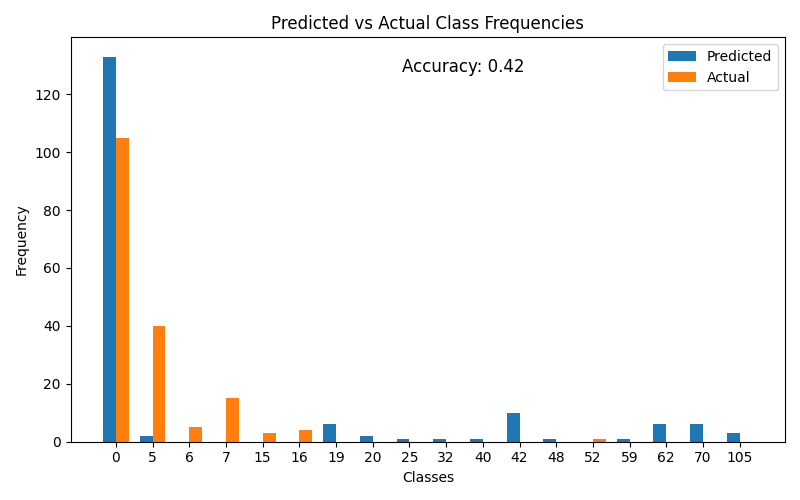 Predicted vs Actual Class Frequencies
Accuracy: 0.42
Predicted
Actual
Frequency
120
100
80
60
40
20
0
0 5 6 7 15 16 19 20 25 32 40 42 48 52 59 62 70 105
Classes